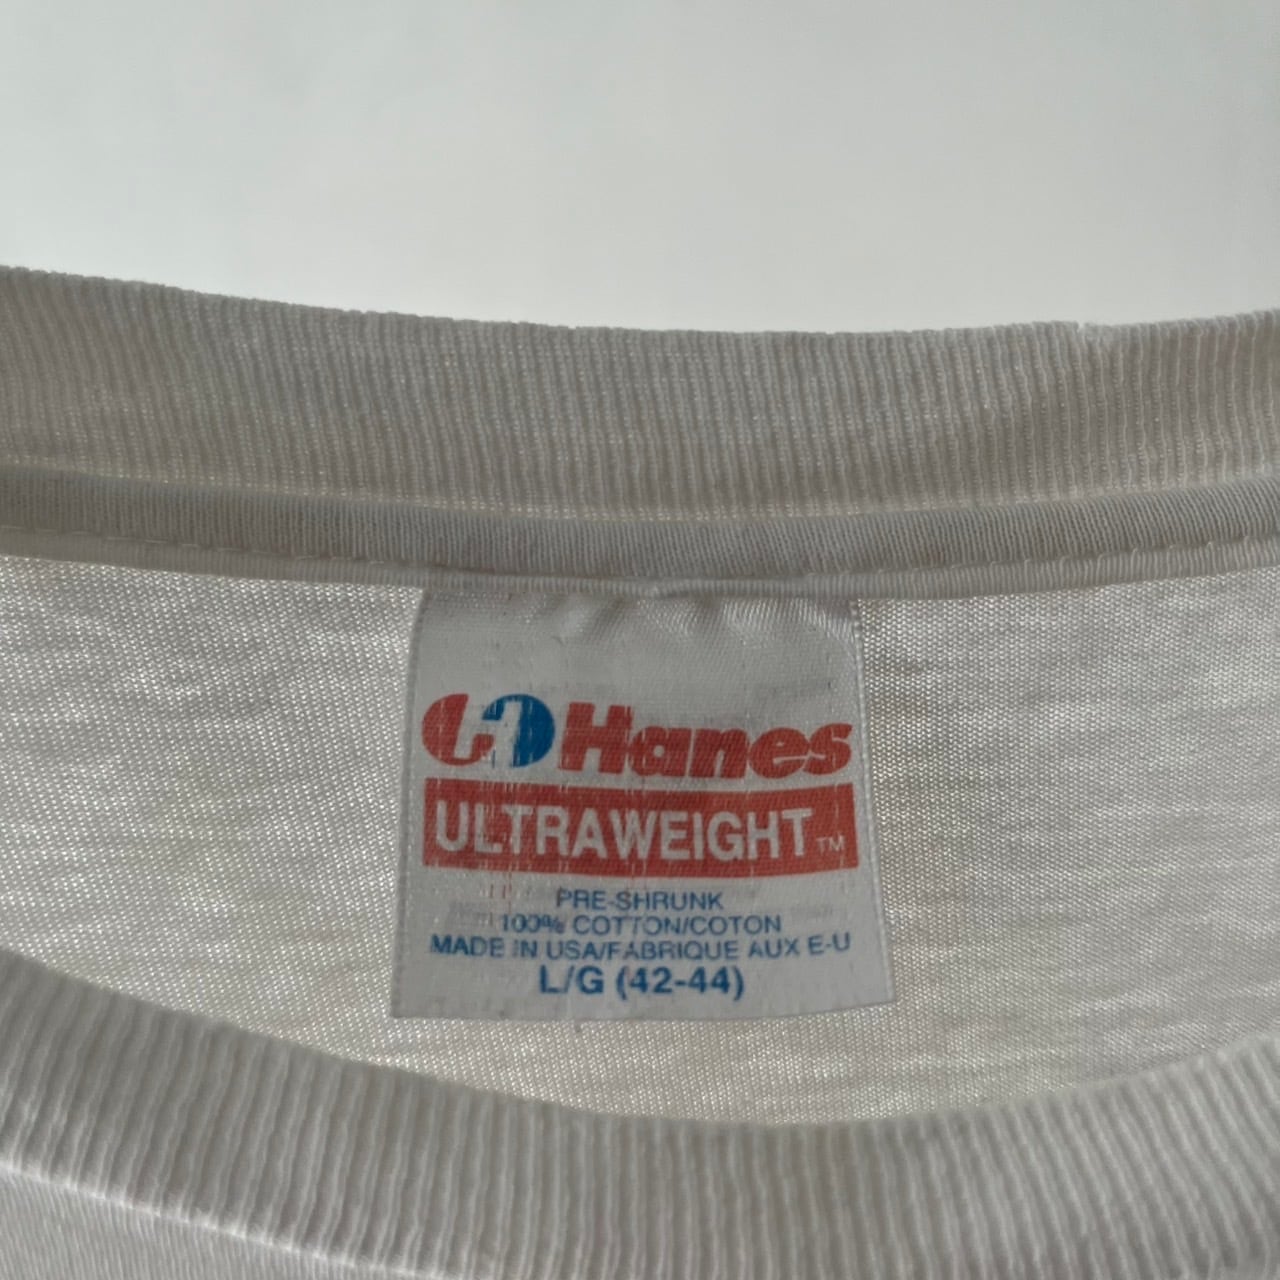 Hanes
ULTRAWEIGHT™
PRE-SHRUNK
100% COTTON/COTON
MADE IN USA/FABRIQUE AUX E-U
L/G (42-44)